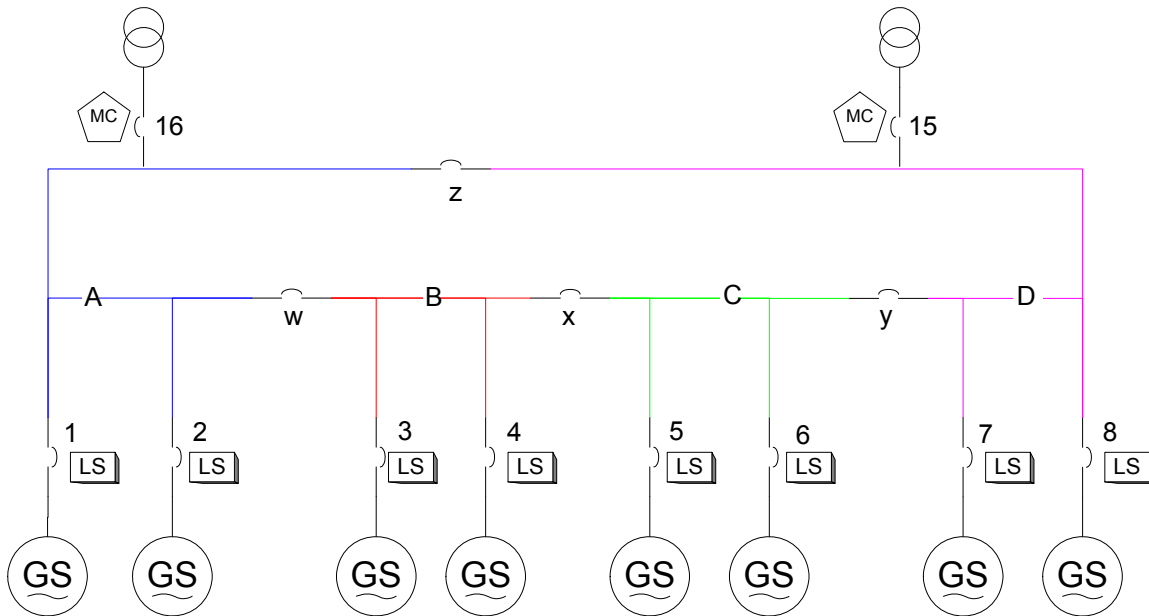 MC 16 MC 15
z
A B C D
w x y
1 2 3 4 5 6 7 8
LS LS LS LS LS LS LS LS
GS GS GS GS GS GS GS GS